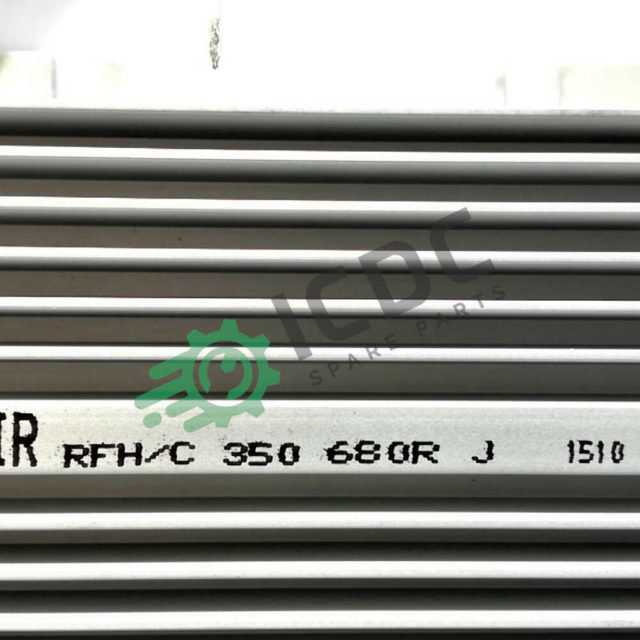 ICDC
SPARE PARTS
IR RFH/C 350 680R J 1510